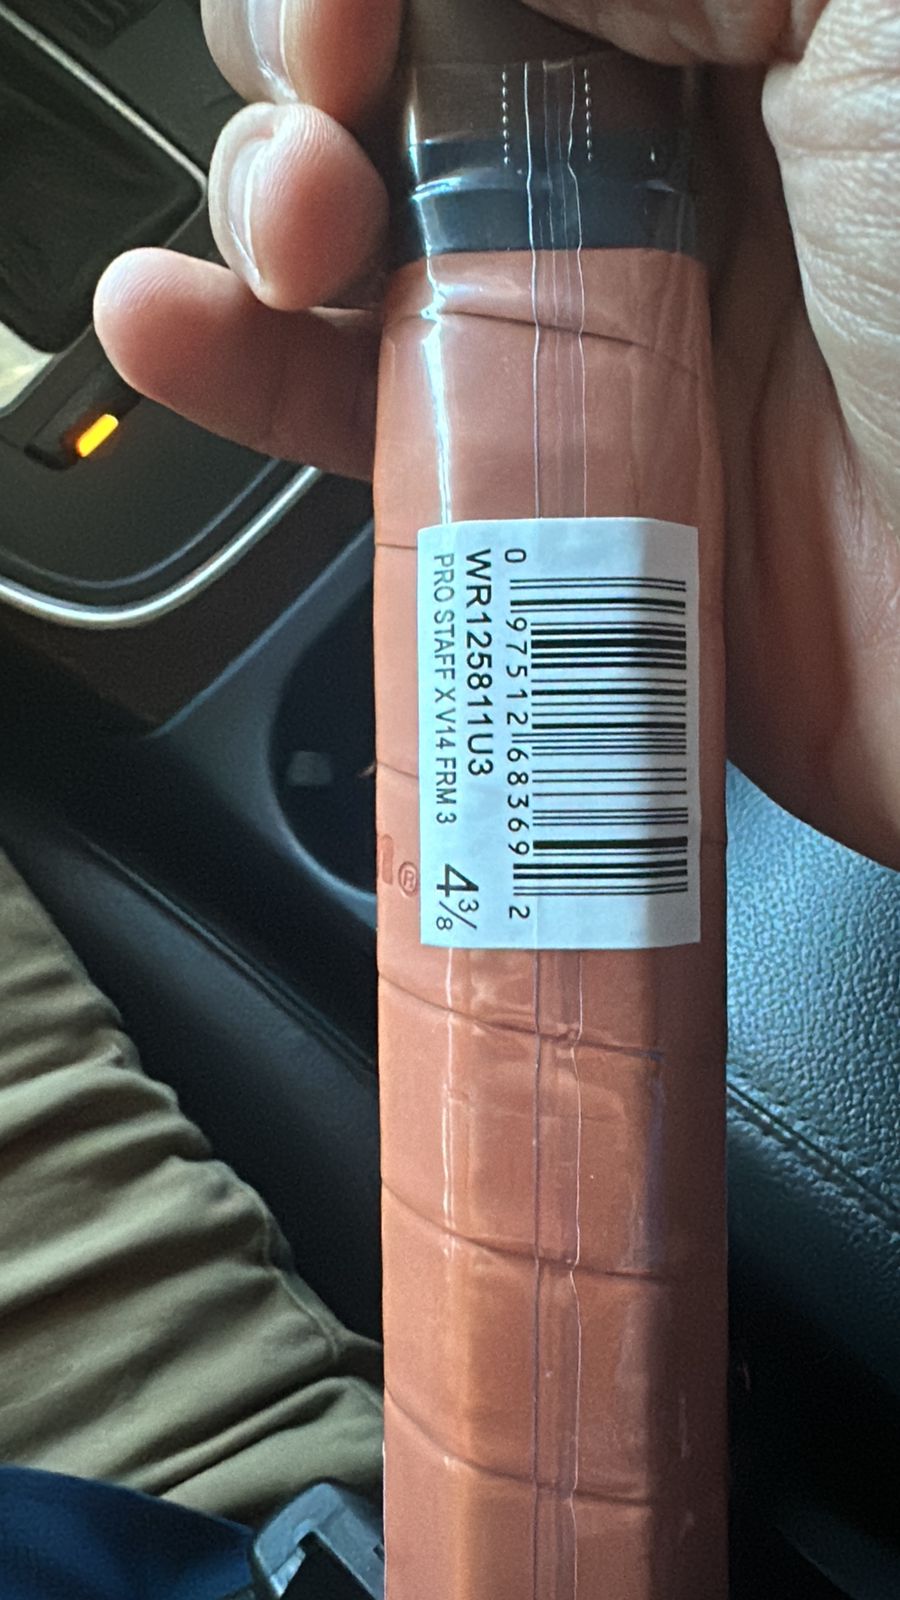 0 97512 68369 2
WR125811U3
PRO STAFF X V14 FRM 3 4 3/8
®